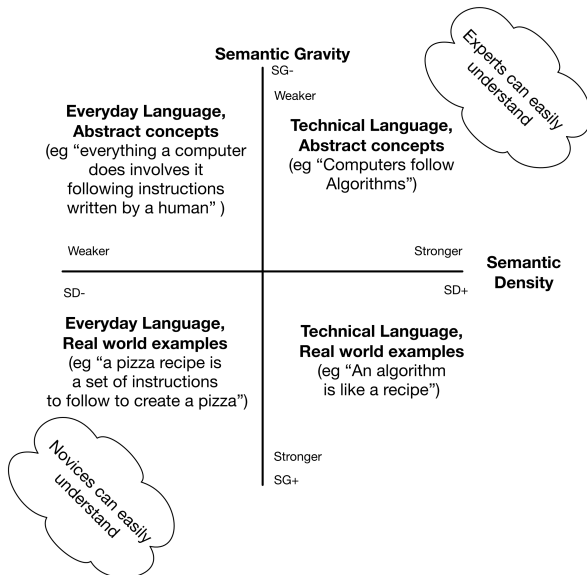 Semantic Gravity
SG-
Weaker
Experts can easily
understand
Everyday Language,
Abstract concepts
(eg “everything a computer
does involves it
following instructions
written by a human” )
Technical Language,
Abstract concepts
(eg “Computers follow
Algorithms”)
Weaker
Stronger
Semantic
Density
SD-
SD+
Everyday Language,
Real world examples
(eg “a pizza recipe is
a set of instructions
to follow to create a pizza”)
Technical Language,
Real world examples
(eg “An algorithm
is like a recipe”)
Stronger
SG+
Novices can easily
understand